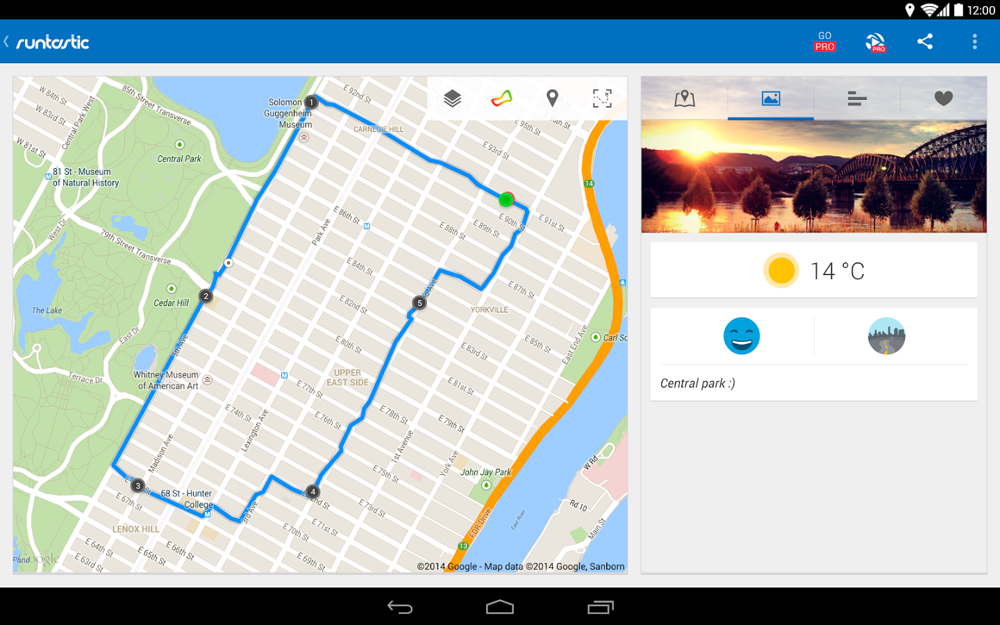 12:00
runtastic
GO
PRO
PRO
W 84th St
85th Street Transverse
W 83rd St
Central Park West
W 81st St
81 St - Museum
of Natural History
Central Park
Solomon
Guggenheim
Museum
1
E 92nd St
CARNEGIE HILL
E 95th St
E 93rd St
14
E 91st St
E 90th St
E 89th St
E 88th St
E 86th St
Park Ave
West Dr
79th Street Transverse
E 84th St
E 87th St
YORKVILLE
5
2
Cedar Hill
The Lake
E 82nd St
East Dr
5th Ave
E 80th St
E 85th St
E 83rd St
East End Ave
Carl Sc
Whitney Museum
of American Art
Terrace Dr
UPPER
EAST SIDE
E 77th St
E 81st St
E 74th St
E 76th St
E 78th St
E 79th St
Lexington Ave
Madison Ave
1st Avenue
York Ave
E 75th St
John Jay Park
W Rd
3
68 St - Hunter
College
4
E 67th St
3rd Ave
E 73rd St
E 71st St
E 70th St
LENOX HILL
E 64th St
E 63rd St
E 65th St
E 66th St
E 69th St
FDR Drive
East River
Rd 10
Main St
13
Pond
Google
©2014 Google - Map data ©2014 Google, Sanborn
14 °C
Central park :)